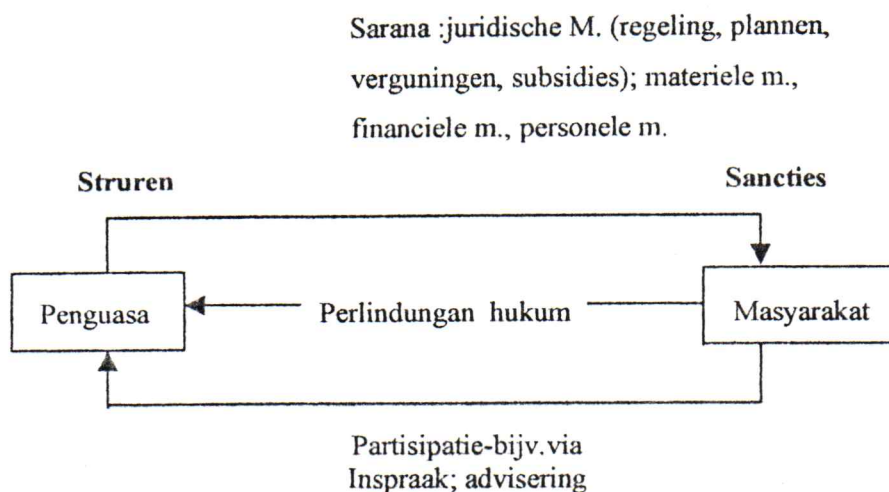 Sarana :juridische M. (regeling, plannen,
verguningen, subsidies); materiele m.,
financiele m., personele m.
Struren
Sancties
Penguasa
Perlindungan hukum
Masyarakat
Partisipatie-bijv.via
Inspraak; advisering